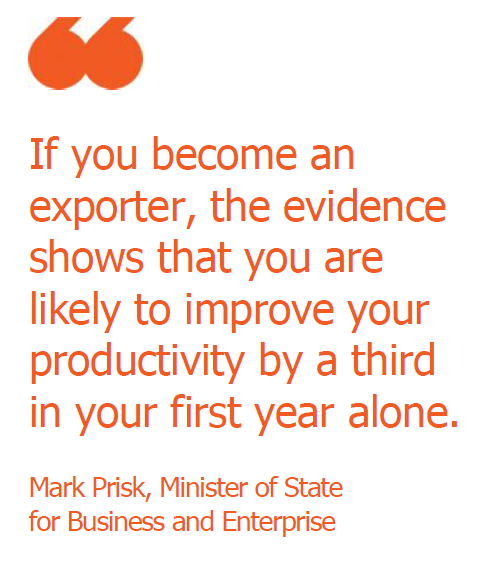 “
If you become an
exporter, the evidence
shows that you are
likely to improve your
productivity by a third
in your first year alone.
Mark Prisk, Minister of State
for Business and Enterprise